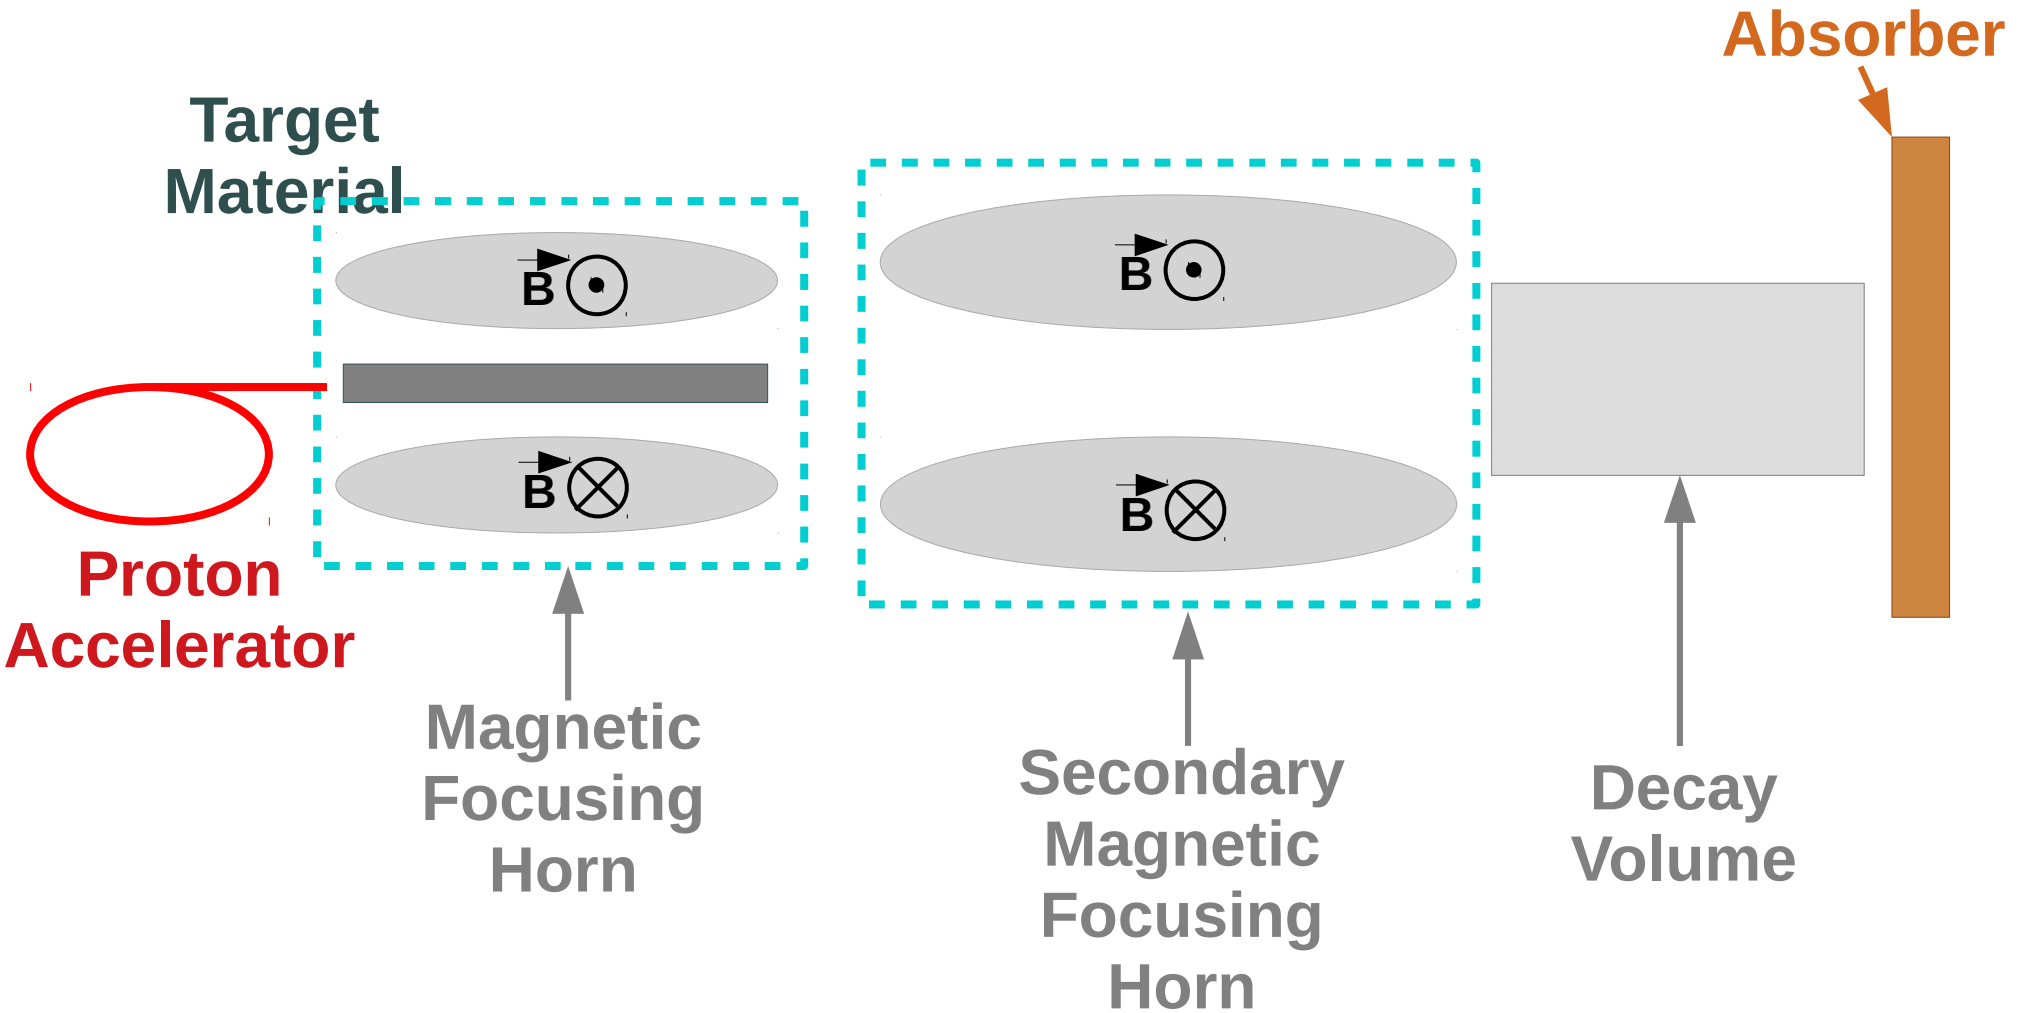 Absorber
Target
Material
B
B
B
B
Proton
Accelerator
Magnetic
Focusing
Horn
Secondary
Magnetic
Focusing
Horn
Decay
Volume